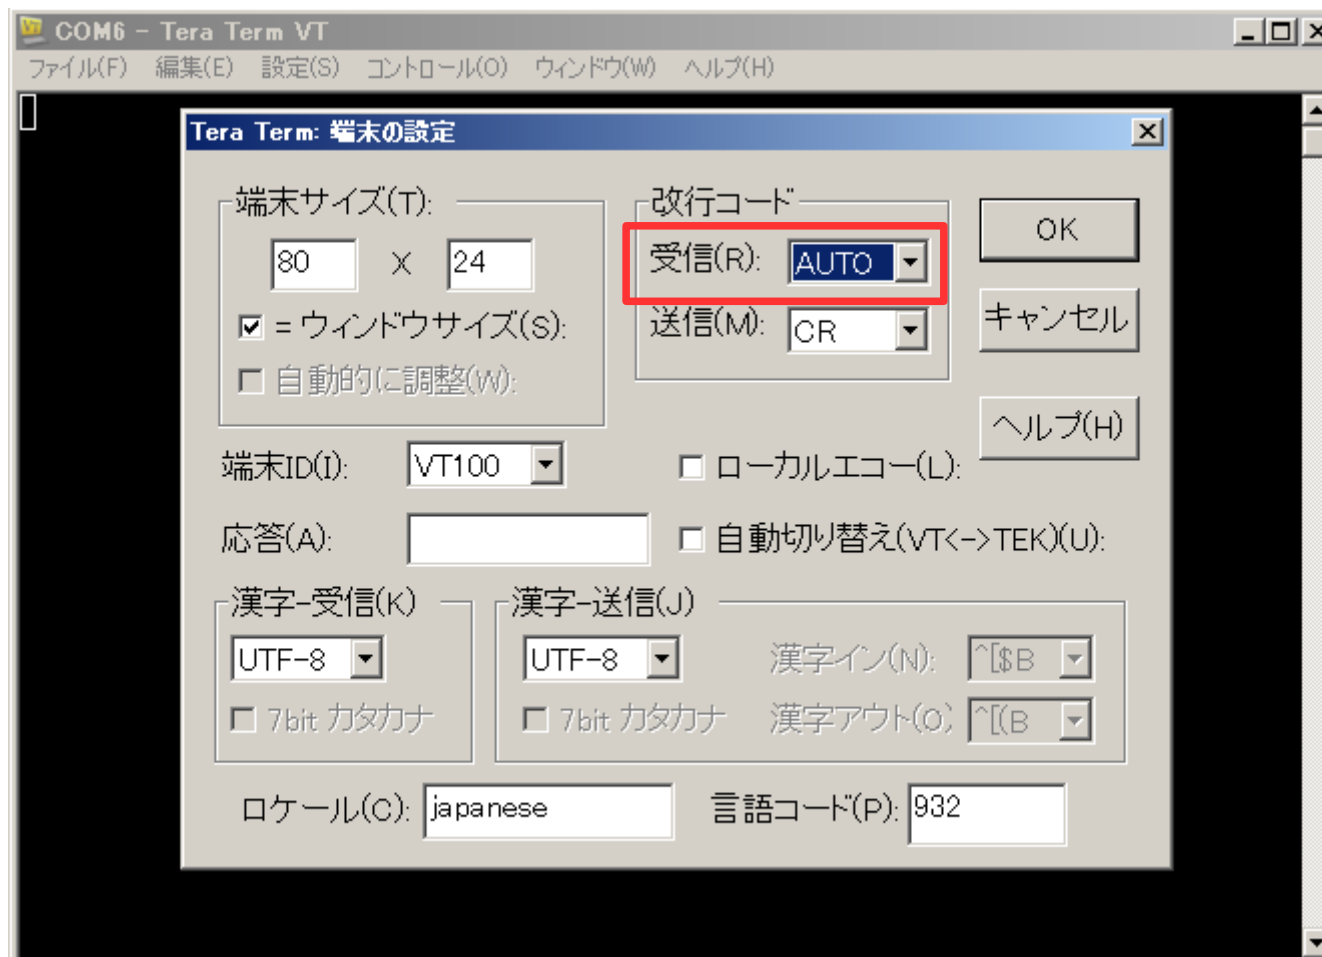 COM6 - Tera Term VT
ファイル(F) 編集(E) 設定(S) コントロール(O) ウィンドウ(W) ヘルプ(H)
Tera Term: 端末の設定
端末サイズ(T):
80 X 24
= ウィンドウサイズ(S):
自動的に調整(W):
改行コード
受信(R): AUTO
送信(M): CR
OK
キャンセル
ヘルプ(H)
端末ID(I): VT100
ローカルエコー(L):
応答(A):
自動切り替え(VT<->TEK)(U):
漢字-受信(K)
UTF-8
7bit カタカナ
漢字-送信(J)
UTF-8
漢字イン(N): ^[$B
7bit カタカナ
漢字アウト(O) ^[(B
ロケール(C): japanese
言語コード(P): 932